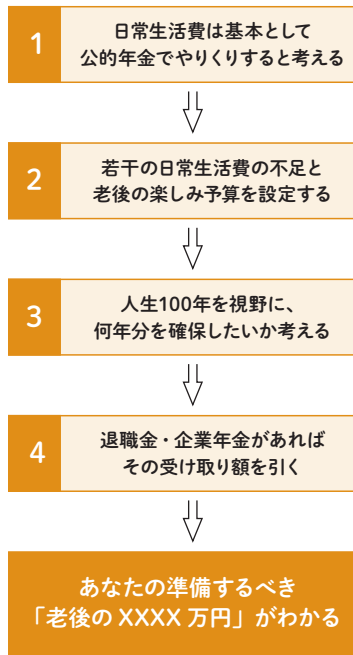 1
日常生活費は基本として
公的年金でやりくりすると考える
2
若干の日常生活費の不足と
老後の楽しみ予算を設定する
3
人生100年を視野に、
何年分を確保したいか考える
4
退職金・企業年金があれば
その受け取り額を引く
あなたの準備するべき
「老後の XXXX 万円」がわかる